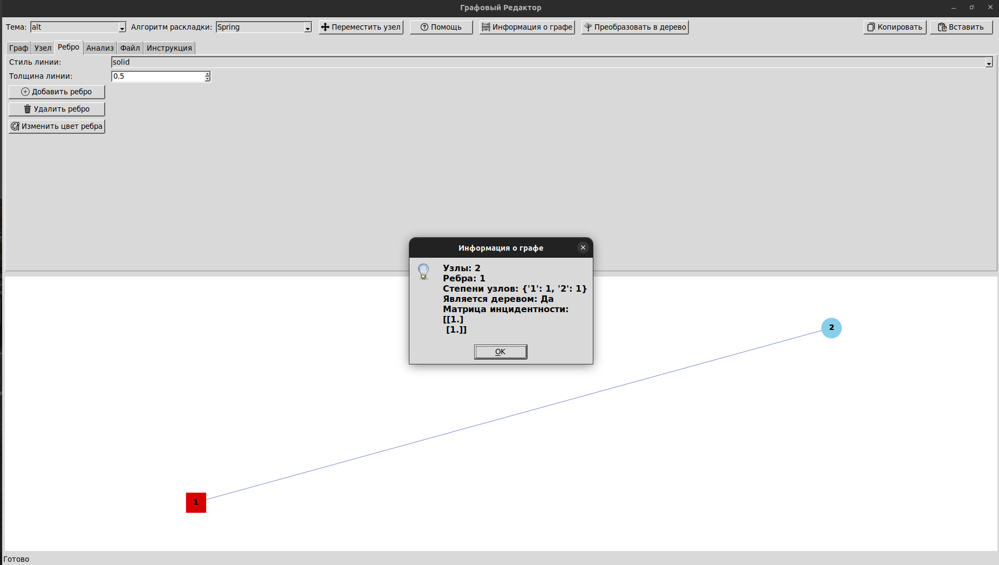 Графовый Редактор
Тема: alt Алгоритм раскладки: Spring Переместить узел Помощь Информация о графе Преобразовать в дерево Копировать Вставить
Граф Узел Ребро Анализ Файл Инструкция
Стиль линии: solid
Толщина линии: 0.5
Добавить ребро
Удалить ребро
Изменить цвет ребра
Информация о графе
Узлы: 2
Ребра: 1
Степени узлов: {'1': 1, '2': 1}
Является деревом: Да
Матрица инцидентности:
[[1.]
[1.]]
OK
2
1
Готово